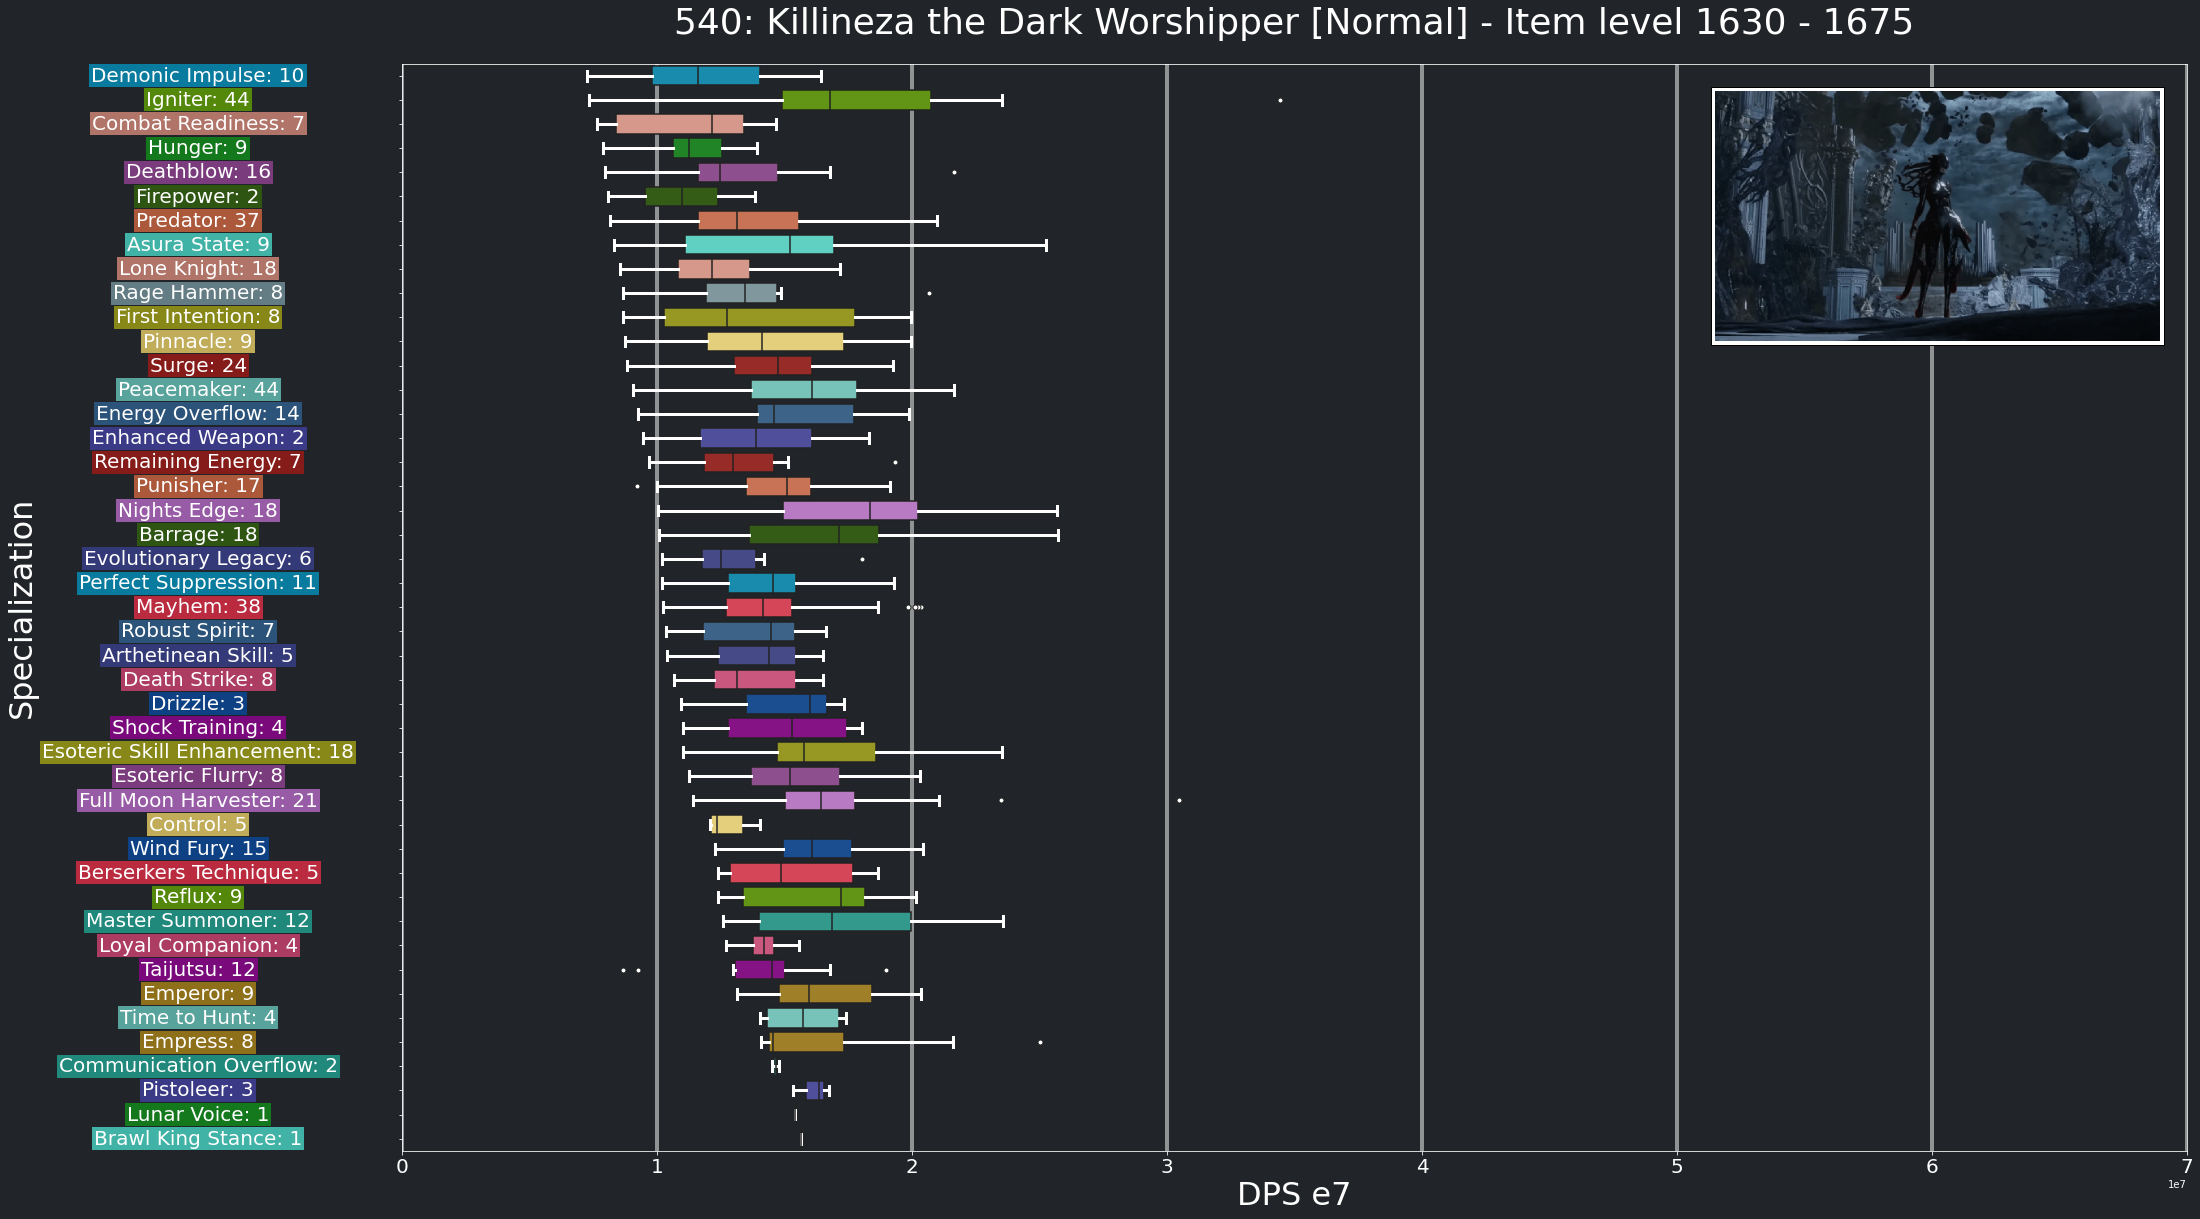 540: Killineza the Dark Worshipper [Normal] - Item level 1630 - 1675
Specialization
Demonic Impulse: 10
Igniter: 44
Combat Readiness: 7
Hunger: 9
Deathblow: 16
Firepower: 2
Predator: 37
Asura State: 9
Lone Knight: 18
Rage Hammer: 8
First Intention: 8
Pinnacle: 9
Surge: 24
Peacemaker: 44
Energy Overflow: 14
Enhanced Weapon: 2
Remaining Energy: 7
Punisher: 17
Nights Edge: 18
Barrage: 18
Evolutionary Legacy: 6
Perfect Suppression: 11
Mayhem: 38
Robust Spirit: 7
Arthetinean Skill: 5
Death Strike: 8
Drizzle: 3
Shock Training: 4
Esoteric Skill Enhancement: 18
Esoteric Flurry: 8
Full Moon Harvester: 21
Control: 5
Wind Fury: 15
Berserkers Technique: 5
Reflux: 9
Master Summoner: 12
Loyal Companion: 4
Taijutsu: 12
Emperor: 9
Time to Hunt: 4
Empress: 8
Communication Overflow: 2
Pistoleer: 3
Lunar Voice: 1
Brawl King Stance: 1
0 1 2 3 4 5 6 7
DPS e7
1e7